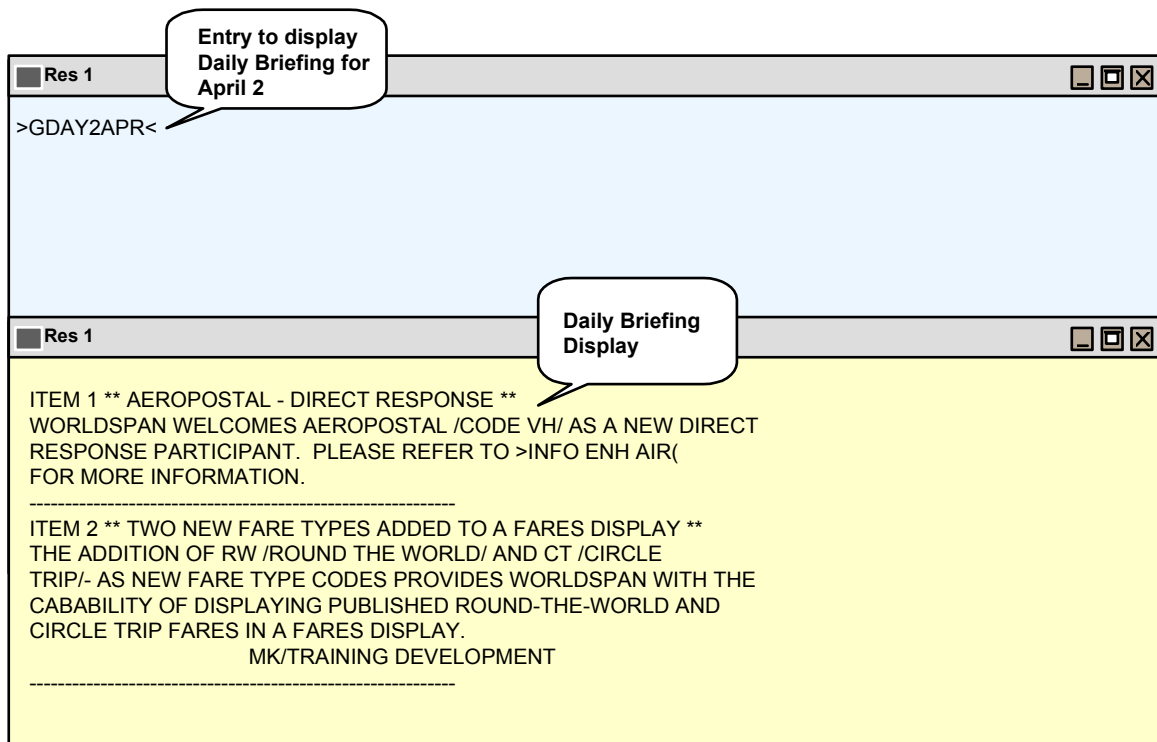 Entry to display
Daily Briefing for
April 2
Res 1
>GDAY2APR<
Daily Briefing
Display
Res 1
ITEM 1 ** AEROPOSTAL - DIRECT RESPONSE **
WORLDSPAN WELCOMES AEROPOSTAL /CODE VH/ AS A NEW DIRECT
RESPONSE PARTICIPANT.  PLEASE REFER TO >INFO ENH AIR(
FOR MORE INFORMATION.
------------------------------------------------------------
ITEM 2 ** TWO NEW FARE TYPES ADDED TO A FARES DISPLAY **
THE ADDITION OF RW /ROUND THE WORLD/ AND CT /CIRCLE
TRIP/- AS NEW FARE TYPE CODES PROVIDES WORLDSPAN WITH THE
CABABILITY OF DISPLAYING PUBLISHED ROUND-THE-WORLD AND
CIRCLE TRIP FARES IN A FARES DISPLAY.
MK/TRAINING DEVELOPMENT
------------------------------------------------------------